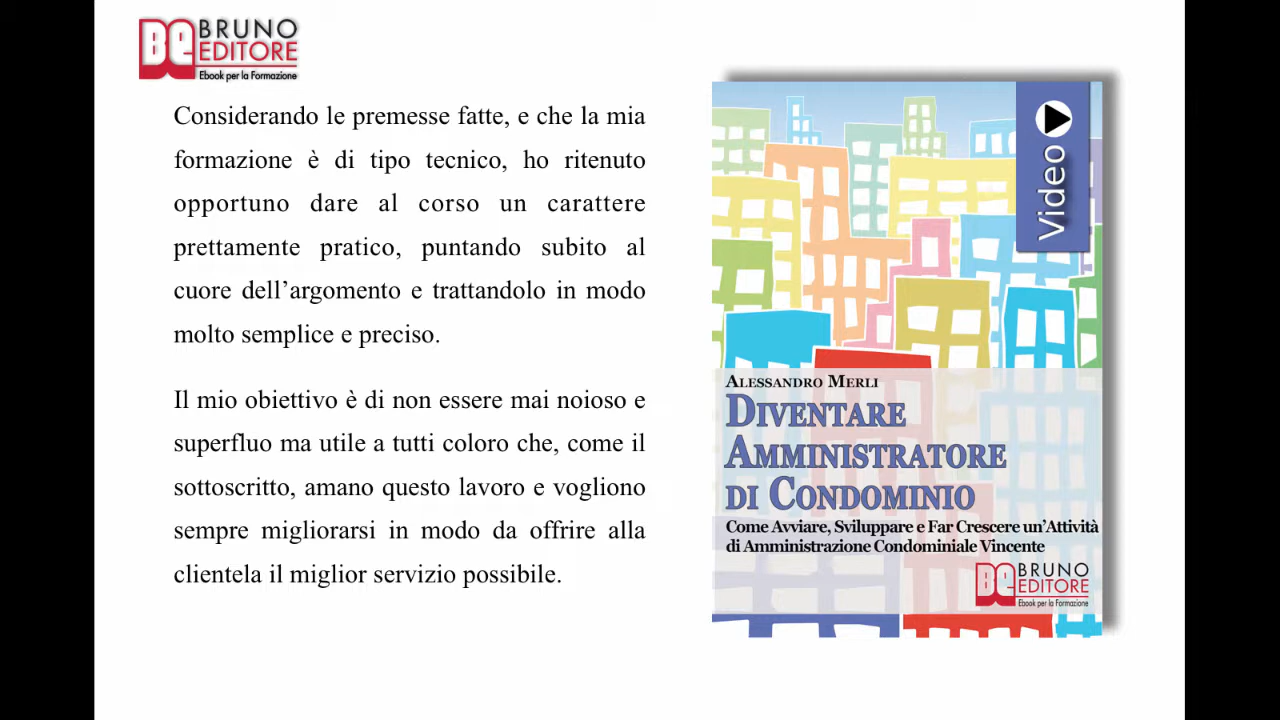 BRUNO
EDITORE
Ebook per la Formazione
Considerando le premesse fatte, e che la mia
formazione è di tipo tecnico, ho ritenuto
opportuno dare al corso un carattere
prettamente pratico, puntando subito al
cuore dell’argomento e trattandolo in modo
molto semplice e preciso.
Il mio obiettivo è di non essere mai noioso e
superfluo ma utile a tutti coloro che, come il
sottoscritto, amano questo lavoro e vogliono
sempre migliorarsi in modo da offrire alla
clientela il miglior servizio possibile.
Video
ALESSANDRO MERLI
DIVENTARE
AMMINISTRATORE
DI CONDOMINIO
Come Avviare, Sviluppare e Far Crescere un’Attività
di Amministrazione Condominiale Vincente
BRUNO
EDITORE
Ebook per la Formazione